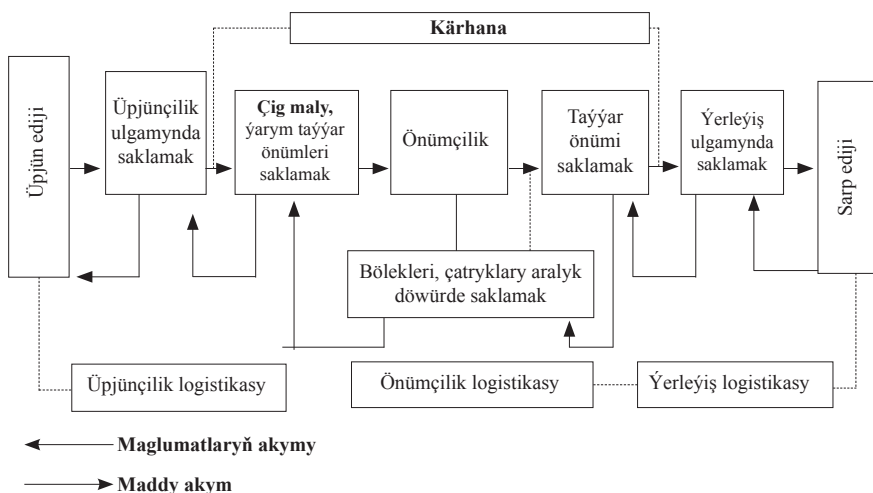 Kärhana
Üpjün ediji
Üpjünçilik
ulgamynda
saklamak
Çig maly,
ýarym taýýar
önümleri
saklamak
Önümçilik
Taýýar
önümi
saklamak
Ýerleýiş
ulgamynda
saklamak
Sarp ediji
Bölekleri, çatryklary aralyk
döwürde saklamak
Üpjünçilik logistikasy
Önümçilik logistikasy
Ýerleýiş logistikasy
Maglumatlaryň akymy
Maddy akym